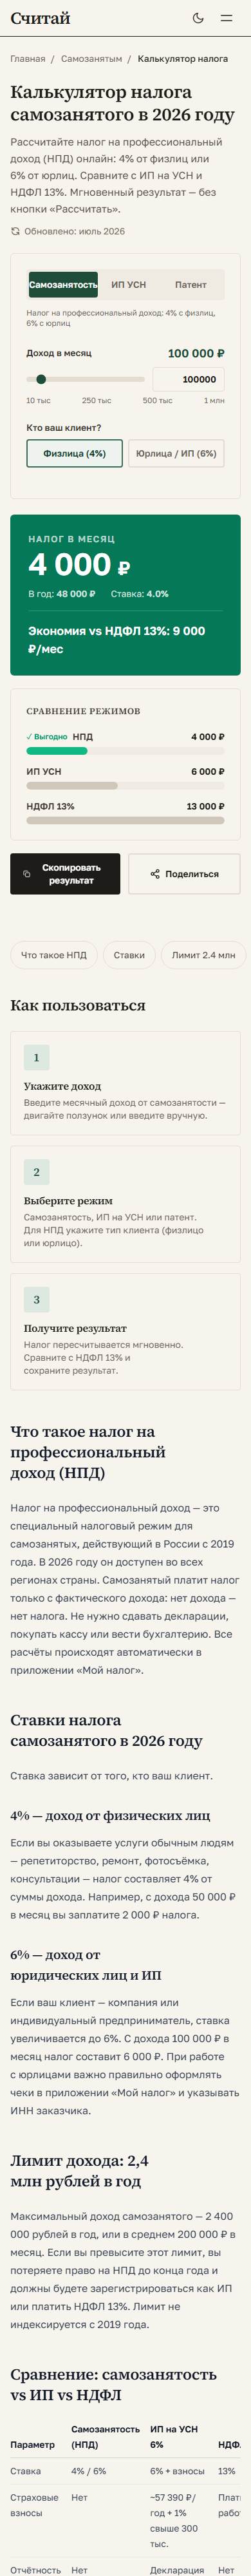 Считай
Главная / Самозанятым / Калькулятор налога
Калькулятор налога
самозанятого в 2026 году
Рассчитайте налог на профессиональный
доход (НПД) онлайн: 4% от физлиц или
6% от юрлиц. Сравните с ИП на УСН и
НДФЛ 13%. Мгновенный результат — без
кнопки «Рассчитать».
Обновлено: июль 2026
Самозанятость ИП УСН Патент
Налог на профессиональный доход: 4% с физлиц,
6% с юрлиц
Доход в месяц 100 000 ₽
100000
10 тыс 250 тыс 500 тыс 1 млн
Кто ваш клиент?
Физлица (4%) Юрлица / ИП (6%)
НАЛОГ В МЕСЯЦ
4 000 ₽
В год: 48 000 ₽ Ставка: 4.0%
Экономия vs НДФЛ 13%: 9 000
₽/мес
СРАВНЕНИЕ РЕЖИМОВ
✓ Выгодно НПД 4 000 ₽
ИП УСН 6 000 ₽
НДФЛ 13% 13 000 ₽
Скопировать
результат
Поделиться
Что такое НПД Ставки Лимит 2.4 млн
Как пользоваться
1
Укажите доход
Введите месячный доход от самозанятости —
двигайте ползунок или введите вручную.
2
Выберите режим
Самозанятость, ИП на УСН или патент.
Для НПД укажите тип клиента (физлицо
или юрлицо).
3
Получите результат
Налог пересчитывается мгновенно.
Сравните с НДФЛ 13% и
сохраните результат.
Что такое налог на
профессиональный
доход (НПД)
Налог на профессиональный доход — это
специальный налоговый режим для
самозанятых, действующий в России с 2019
года. В 2026 году он доступен во всех
регионах страны. Самозанятый платит налог
только с фактического дохода: нет дохода —
нет налога. Не нужно сдавать декларации,
покупать кассу или вести бухгалтерию. Все
расчёты происходят автоматически в
приложении «Мой налог».
Ставки налога
самозанятого в 2026 году
Ставка зависит от того, кто ваш клиент.
4% — доход от физических лиц
Если вы оказываете услуги обычным людям
— репетиторство, ремонт, фотосъёмка,
консультации — налог составляет 4% от
суммы дохода. Например, с дохода 50 000 ₽
в месяц вы заплатите 2 000 ₽ налога.
6% — доход от
юридических лиц и ИП
Если ваш клиент — компания или
индивидуальный предприниматель, ставка
увеличивается до 6%. С дохода 100 000 ₽ в
месяц налог составит 6 000 ₽. При работе
с юрлицами важно правильно оформлять
чеки в приложении «Мой налог» и указывать
ИНН заказчика.
Лимит дохода: 2,4
млн рублей в год
Максимальный доход самозанятого — 2 400
000 рублей в год, или в среднем 200 000 ₽ в
месяц. Если вы превысите этот лимит, вы
потеряете право на НПД до конца года и
должны будете зарегистрироваться как ИП
или платить НДФЛ 13%. Лимит не
индексируется с 2019 года.
Сравнение: самозанятость
vs ИП vs НДФЛ
Параметр Самозанятость (НПД) ИП на УСН 6%
Ставка 4% / 6% 6% + взносы 13%
Страховые взносы Нет ~57 390 ₽/
год + 1%
свыше 300
тыс.
Отчётность Нет Декларация Нет